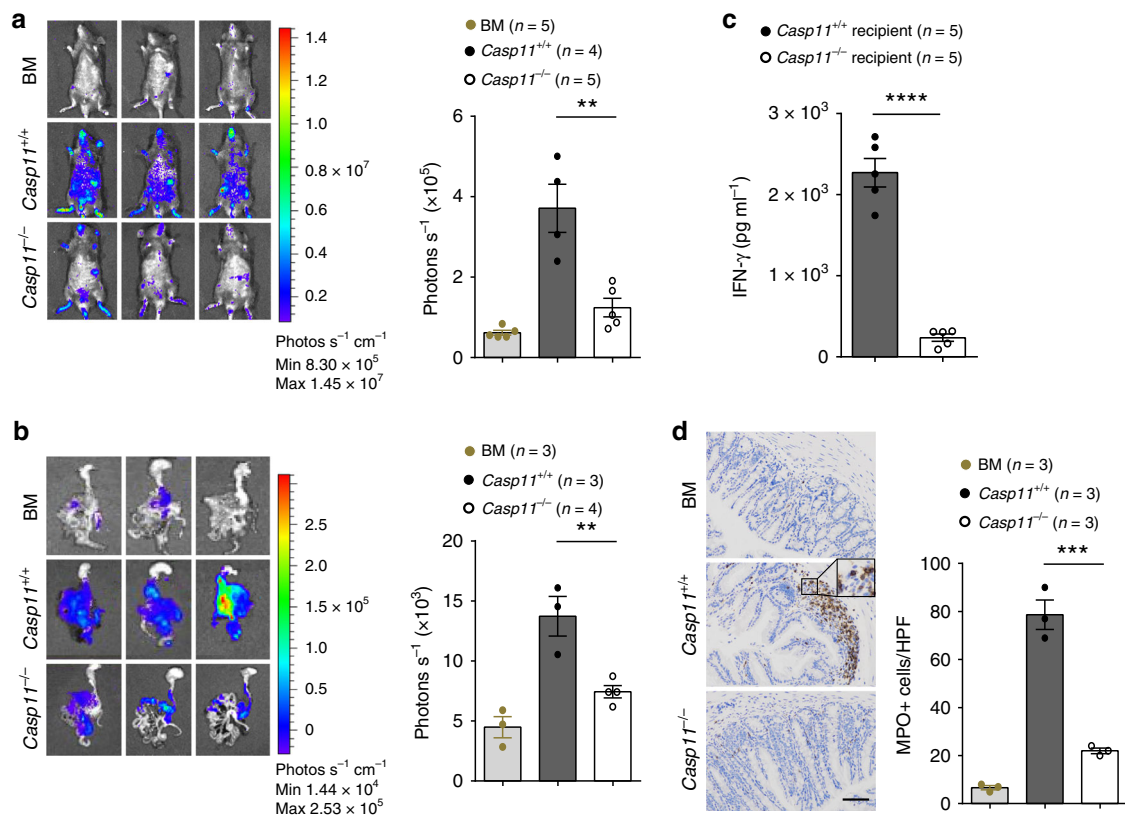 a
BM
Casp11+/+
Casp11−/−
1.4
1.2
1.0
× 10⁷
0.8
0.6
0.4
0.2
Photos s⁻¹ cm⁻¹
Min 8.30 × 10⁵
Max 1.45 × 10⁷
BM (n = 5)
Casp11+/+ (n = 4)
Casp11−/− (n = 5)
**
Photons s⁻¹ (×10⁵)
6
4
2
0
c
Casp11+/+ recipient (n = 5)
Casp11−/− recipient (n = 5)
****
IFN-γ (pg ml⁻¹)
3 × 10³
2 × 10³
1 × 10³
0
b
BM
Casp11+/+
Casp11−/−
2.5
2.0
1.5
× 10⁵
1.0
0.5
0
Photos s⁻¹ cm⁻¹
Min 1.44 × 10⁴
Max 2.53 × 10⁵
BM (n = 3)
Casp11+/+ (n = 3)
Casp11−/− (n = 4)
**
Photons s⁻¹ (×10³)
20
15
10
5
0
d
BM
Casp11+/+
Casp11−/−
BM (n = 3)
Casp11+/+ (n = 3)
Casp11−/− (n = 3)
***
MPO+ cells/HPF
100
80
60
40
20
0